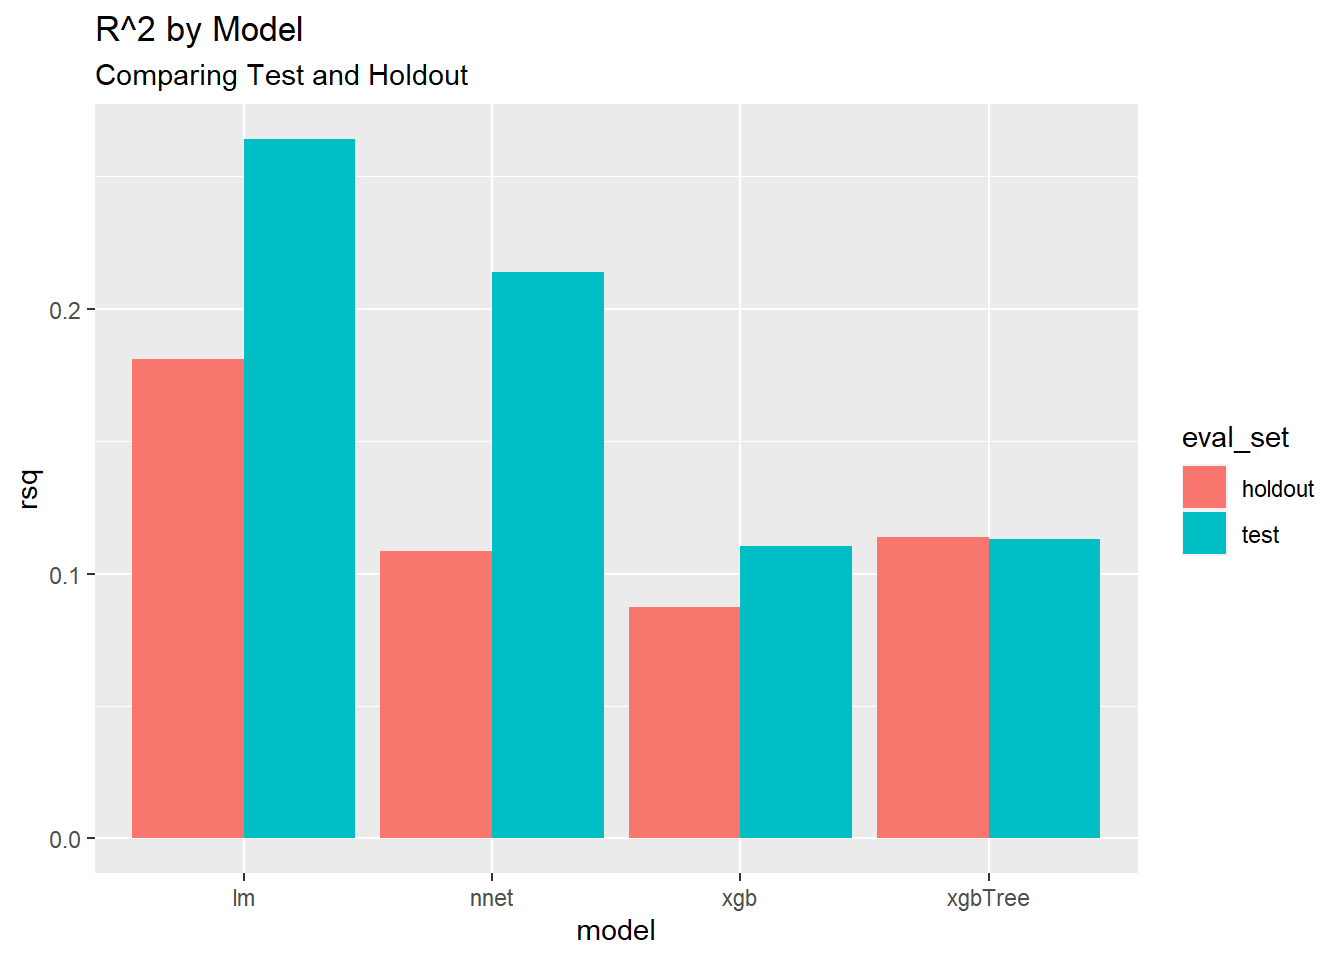 R^2 by Model
Comparing Test and Holdout
rsq
0.2
0.1
0.0
lm nnet xgb xgbTree
model
eval_set
holdout
test